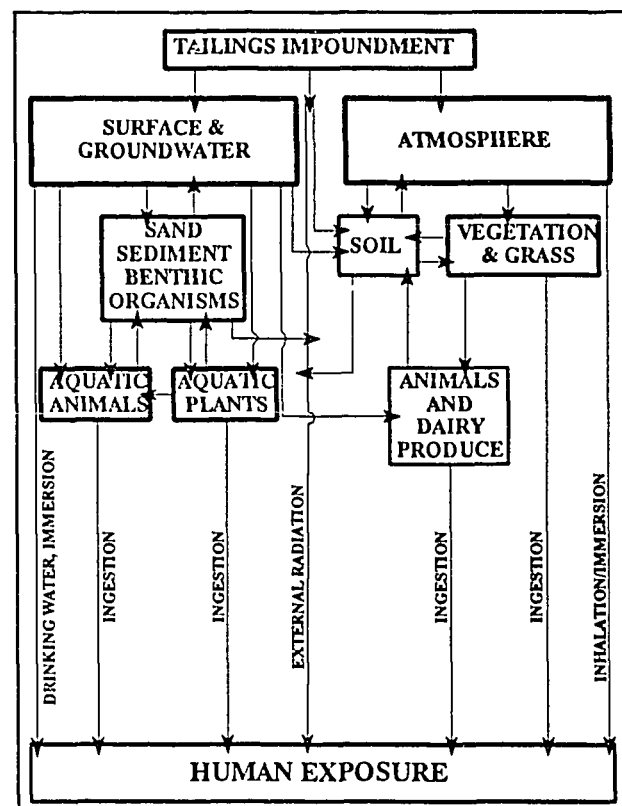 TAILINGS IMPOUNDMENT
SURFACE &
GROUNDWATER
ATMOSPHERE
SAND
SEDIMENT
BENTHIC
ORGANISMS
SOIL
VEGETATION
& GRASS
AQUATIC
ANIMALS
AQUATIC
PLANTS
ANIMALS
AND
DAIRY
PRODUCE
DRINKING WATER, IMMERSION
INGESTION
INGESTION
EXTERNAL RADIATION
INGESTION
INGESTION
INHALATION/IMMERSION
HUMAN EXPOSURE